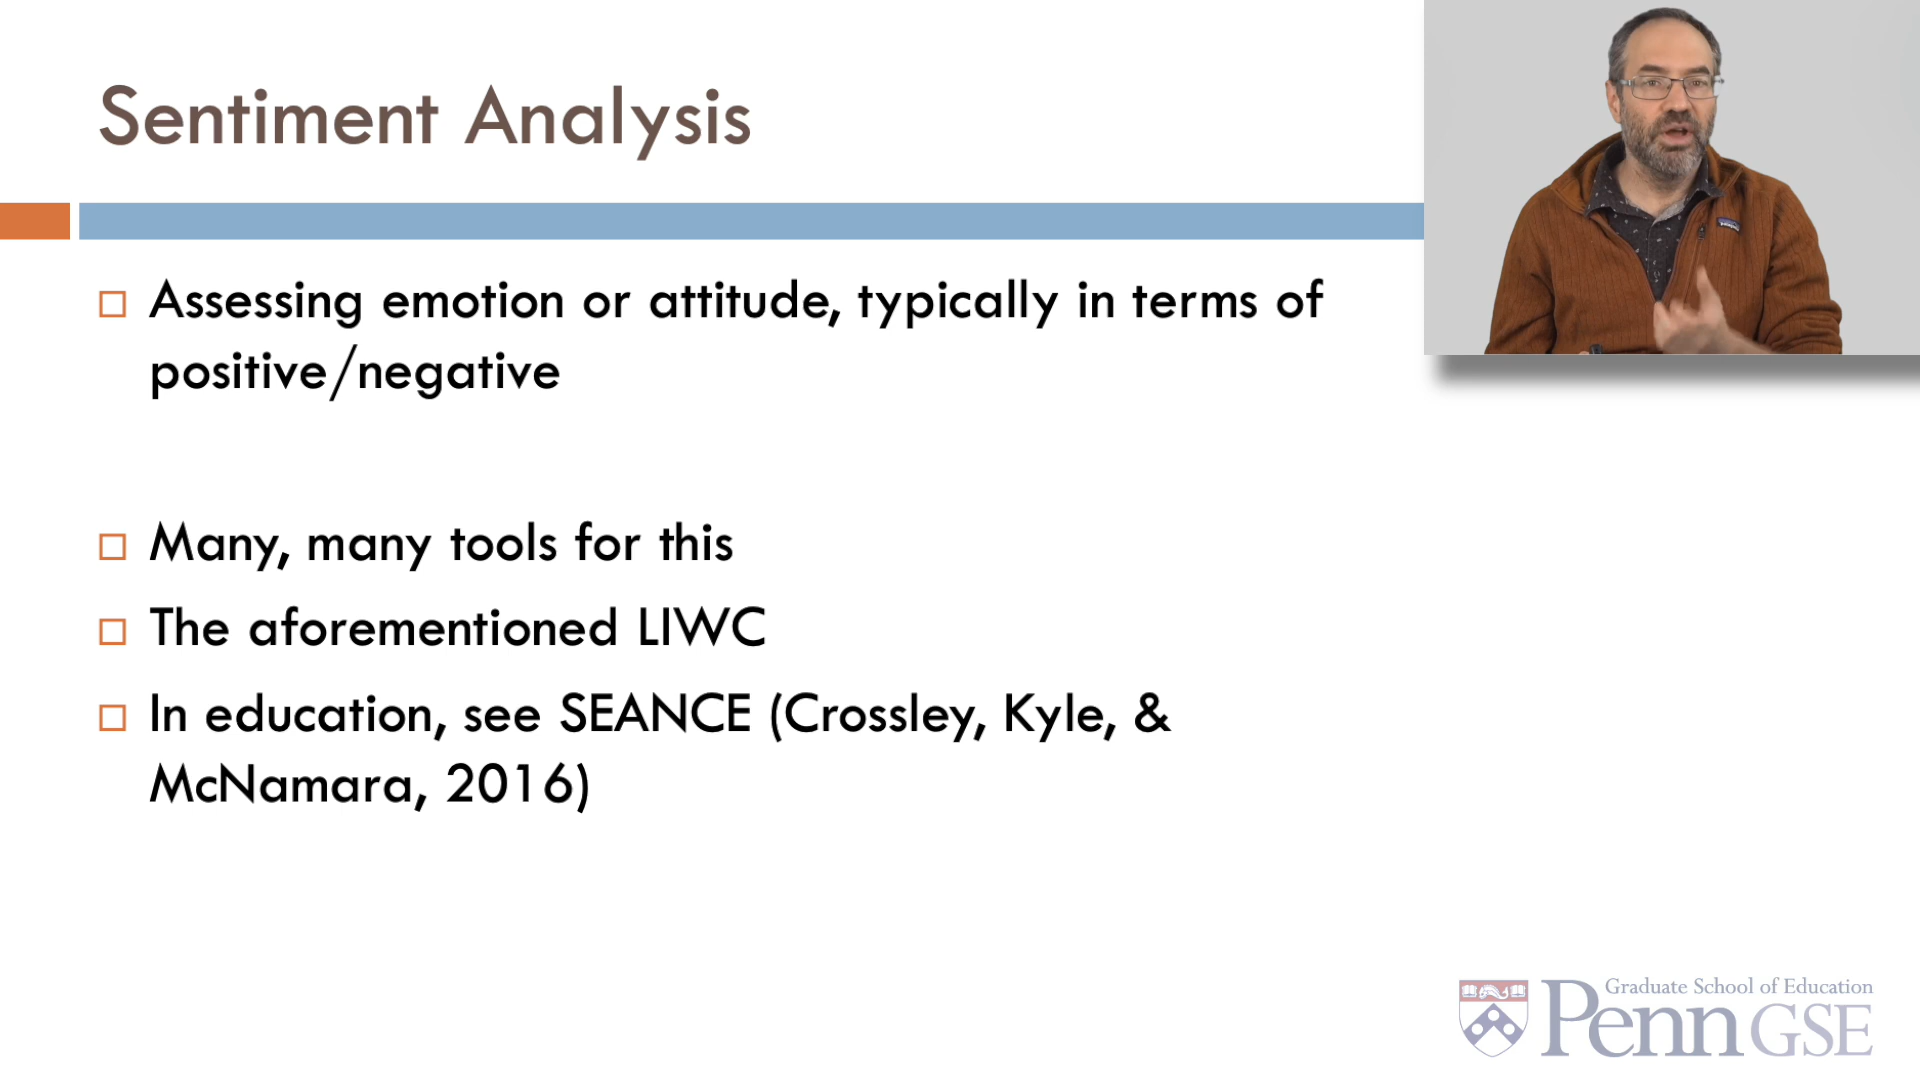 Sentiment Analysis
Assessing emotion or attitude, typically in terms of
positive/negative
Many, many tools for this
The aforementioned LIWC
In education, see SEANCE (Crossley, Kyle, &
McNamara, 2016)
Graduate School of Education
Penn GSE